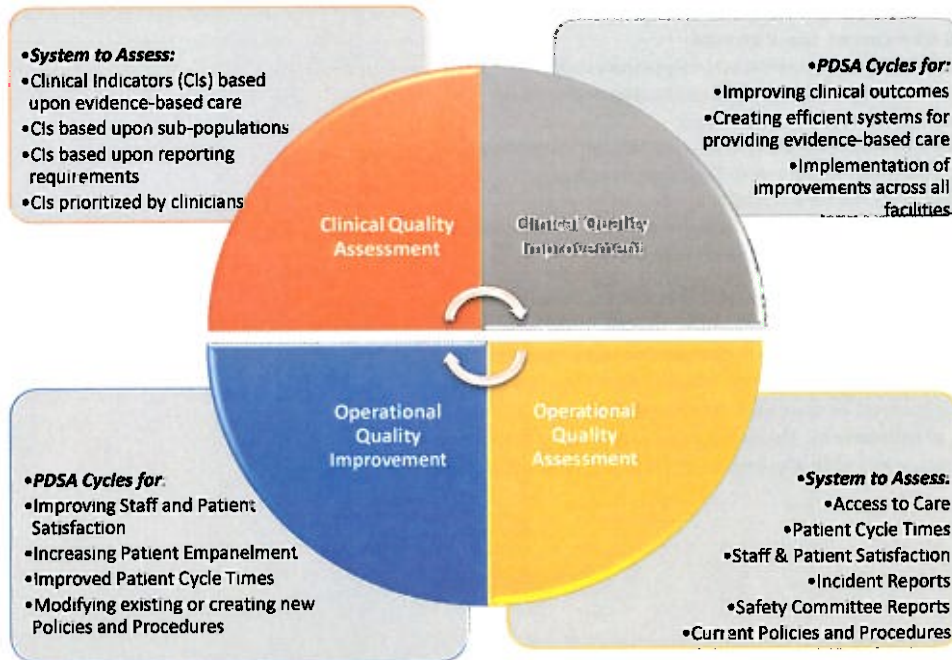 •System to Assess:
•Clinical Indicators (CIs) based
upon evidence-based care
•CIs based upon sub-populations
•CIs based upon reporting
requirements
•CIs prioritized by clinicians
•PDSA Cycles for:
•Improving clinical outcomes
•Creating efficient systems for
providing evidence-based care
•Implementation of
improvements across all
facilities
Clinical Quality
Assessment
Clinical Quality
Improvement
Operational
Quality
Improvement
Operational
Quality
Assessment
•PDSA Cycles for:
•Improving Staff and Patient
Satisfaction
•Increasing Patient Empanelment
•Improved Patient Cycle Times
•Modifying existing or creating new
Policies and Procedures
•System to Assess:
•Access to Care
•Patient Cycle Times
•Staff & Patient Satisfaction
•Incident Reports
•Safety Committee Reports
•Current Policies and Procedures